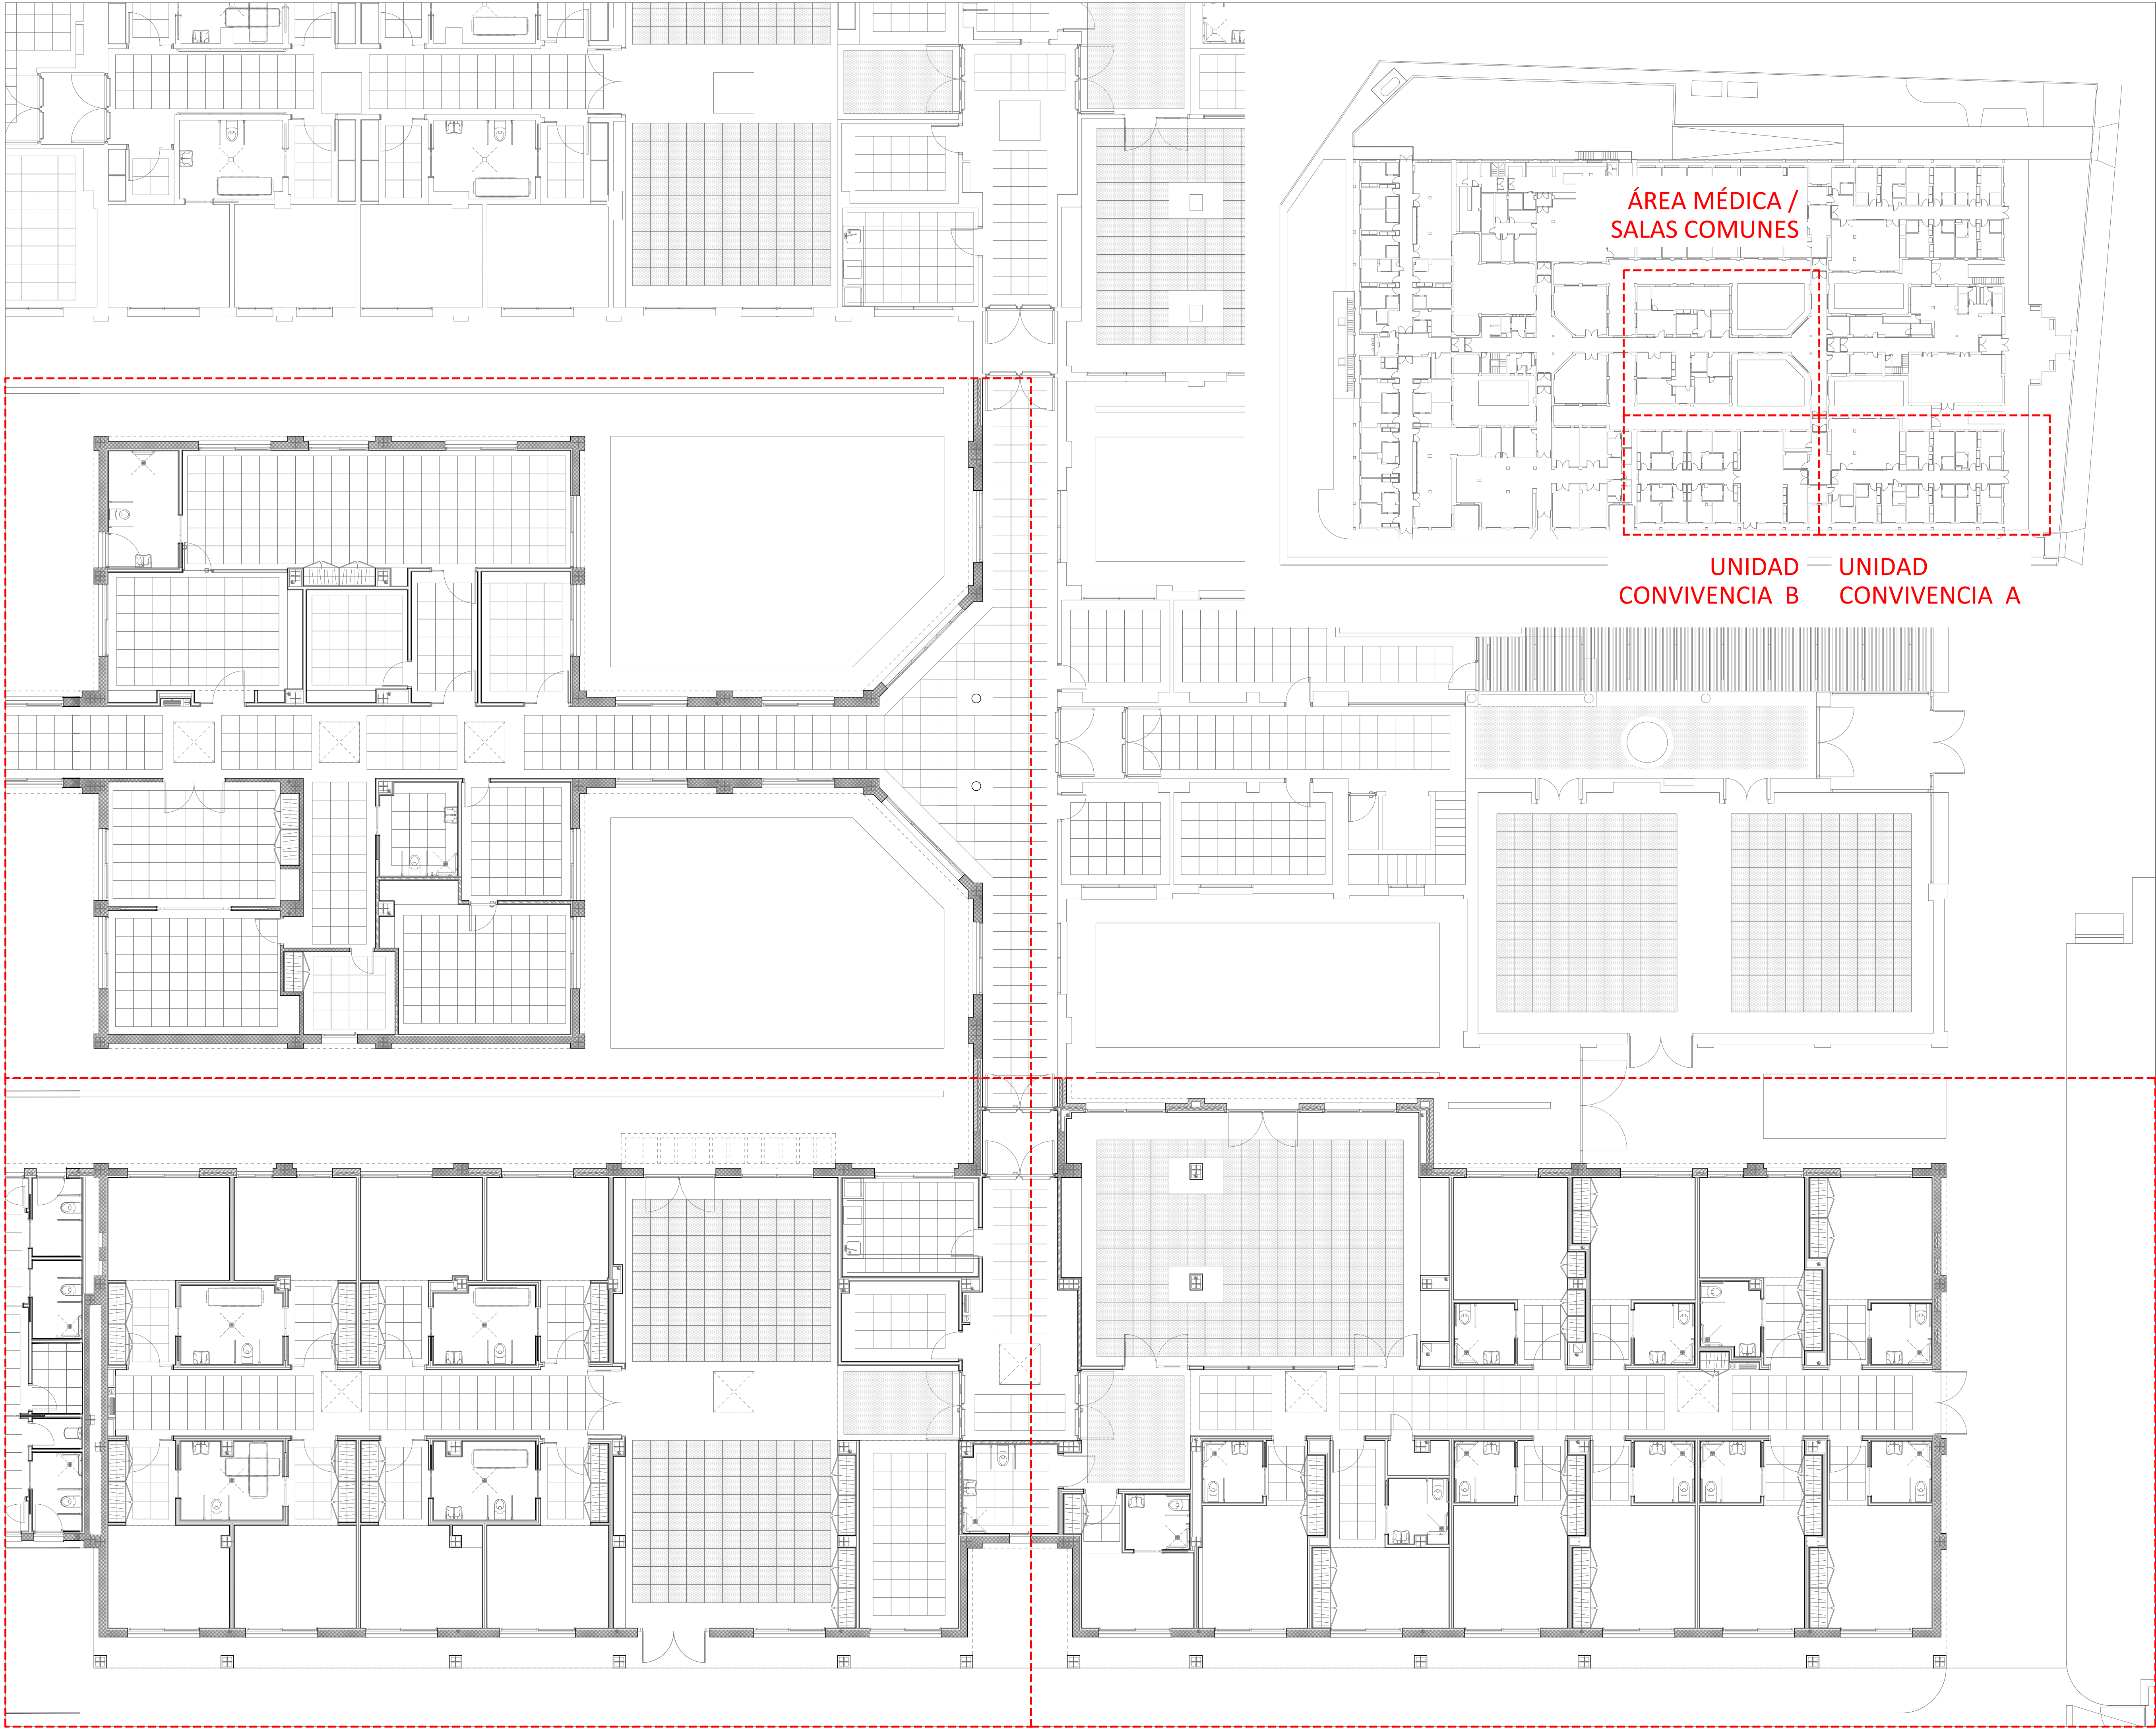 ÁREA MÉDICA /
SALAS COMUNES
UNIDAD
CONVIVENCIA B
UNIDAD
CONVIVENCIA A